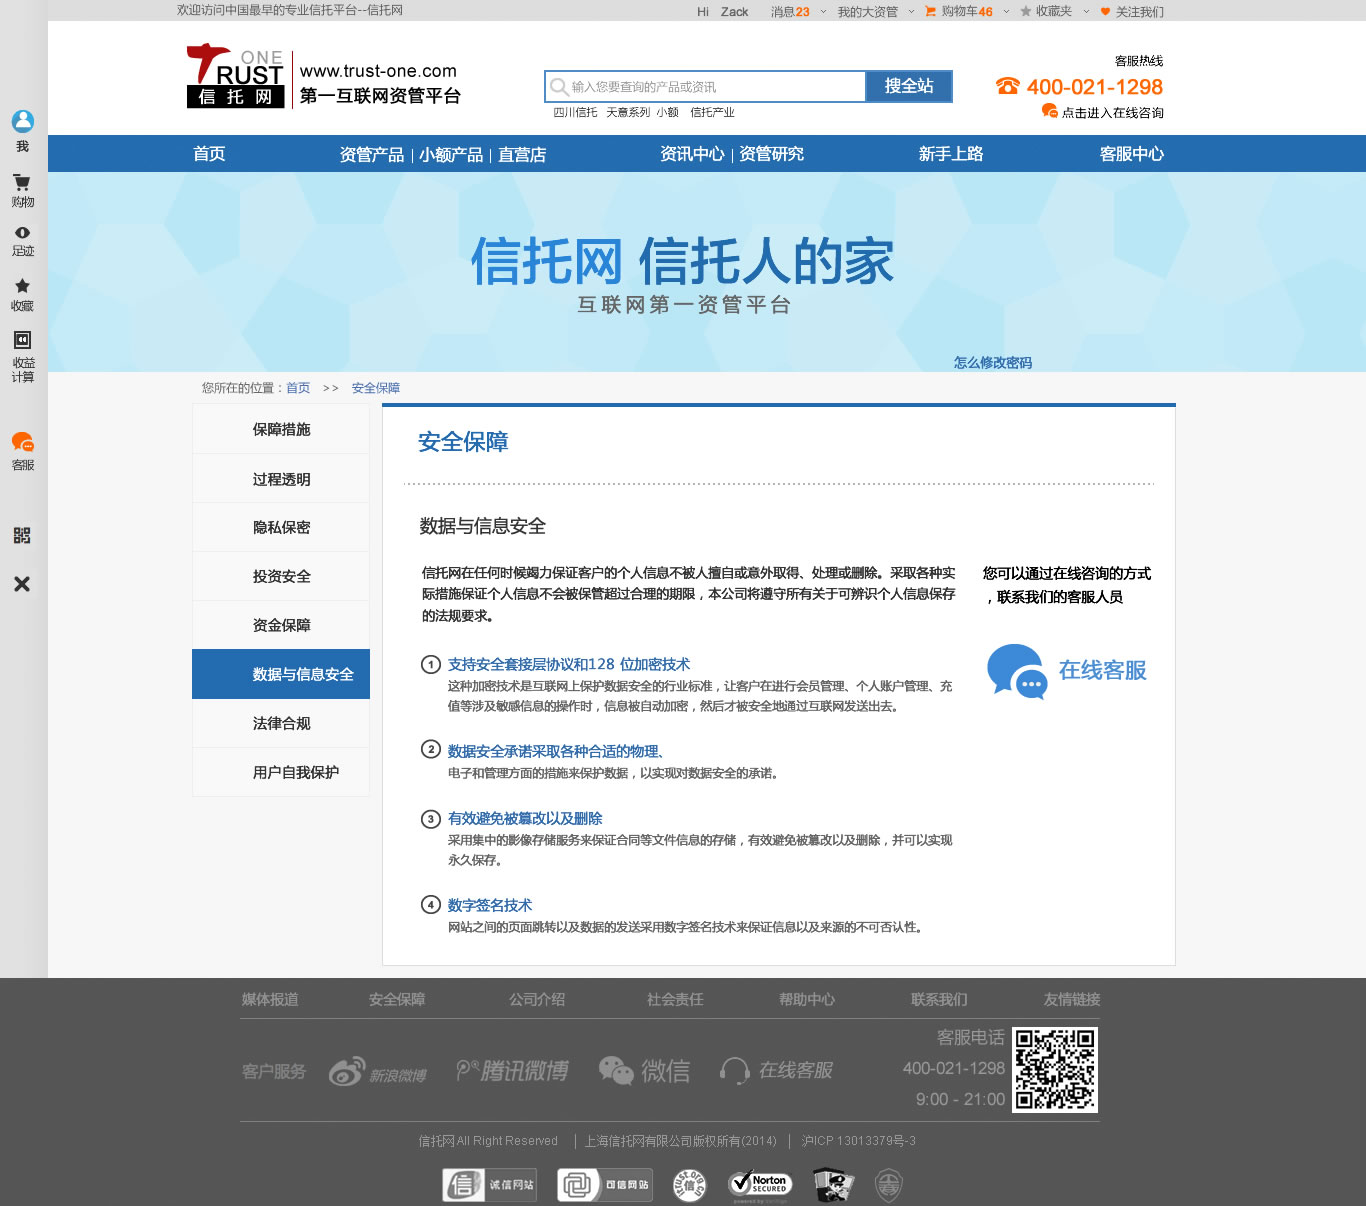 欢迎访问中国最早的专业信托平台--信托网
Hi Zack 消息23 我的大资管 购物车46 收藏夹 关注我们
TRUST ONE
信托网
www.trust-one.com
第一互联网资管平台
输入您要查询的产品或资讯 搜全站
四川信托 天意系列 小额 信托产业
客服热线
400-021-1298
点击进入在线咨询
我
购物
足迹
收藏
收益
计算
客服
首页 资管产品 | 小额产品 | 直营店 资讯中心 | 资管研究 新手上路 客服中心
信托网 信托人的家
互联网第一资管平台
怎么修改密码
您所在的位置:首页 >> 安全保障
保障措施
过程透明
隐私保密
投资安全
资金保障
数据与信息安全
法律合规
用户自我保护
安全保障
数据与信息安全
信托网在任何时候竭力保证客户的个人信息不被人擅自或意外取得、处理或删除。采取各种实
际措施保证个人信息不会被保管超过合理的期限,本公司将遵守所有关于可辨识个人信息保存
的法规要求。
1 支持安全套接层协议和128 位加密技术
这种加密技术是互联网上保护数据安全的行业标准,让客户在进行会员管理、个人账户管理、充
值等涉及敏感信息的操作时,信息被自动加密,然后才被安全地通过互联网发送出去。
2 数据安全承诺采取各种合适的物理、
电子和管理方面的措施来保护数据,以实现对数据安全的承诺。
3 有效避免被篡改以及删除
采用集中的影像存储服务来保证合同等文件信息的存储,有效避免被篡改以及删除,并可以实现
永久保存。
4 数字签名技术
网站之间的页面跳转以及数据的发送采用数字签名技术来保证信息以及来源的不可否认性。
您可以通过在线咨询的方式
,联系我们的客服人员
在线客服
媒体报道 安全保障 公司介绍 社会责任 帮助中心 联系我们 友情链接
客户服务 新浪微博 腾讯微博 微信 在线客服
客服电话
400-021-1298
9:00 - 21:00
信托网 All Right Reserved | 上海信托网有限公司版权所有(2014) | 沪ICP 13013379号-3
信 诚信网站 可信网站 信 Norton
SECURED